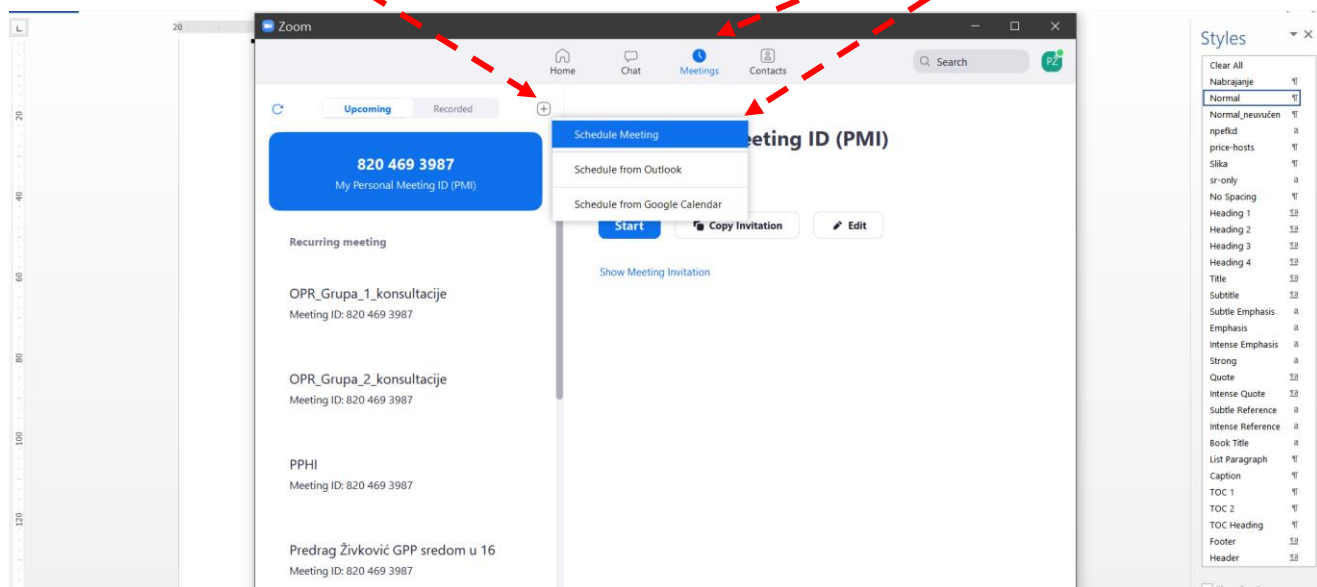 20
Zoom
Home
Chat
Meetings
Contacts
Search
PZ
Upcoming
Recorded
820 469 3987
My Personal Meeting ID (PMI)
Recurring meeting
OPR_Grupa_1_konsultacije
Meeting ID: 820 469 3987
OPR_Grupa_2_konsultacije
Meeting ID: 820 469 3987
PPHI
Meeting ID: 820 469 3987
Predrag Živković GPP sredom u 16
Meeting ID: 820 469 3987
Schedule Meeting
Schedule from Outlook
Schedule from Google Calendar
eting ID (PMI)
Start
Copy Invitation
Edit
Show Meeting Invitation
20
40
60
80
100
120
Styles
Clear All
Nabrajanje
Normal
Normal_neuvučen
npefkd a
price-hosts
Slika
sr-only a
No Spacing
Heading 1
Heading 2
Heading 3
Heading 4
Title
Subtitle
Subtle Emphasis a
Emphasis a
Intense Emphasis a
Strong a
Quote
Intense Quote
Subtle Reference a
Intense Reference a
Book Title a
List Paragraph
Caption
TOC 1
TOC 2
TOC Heading
Footer
Header